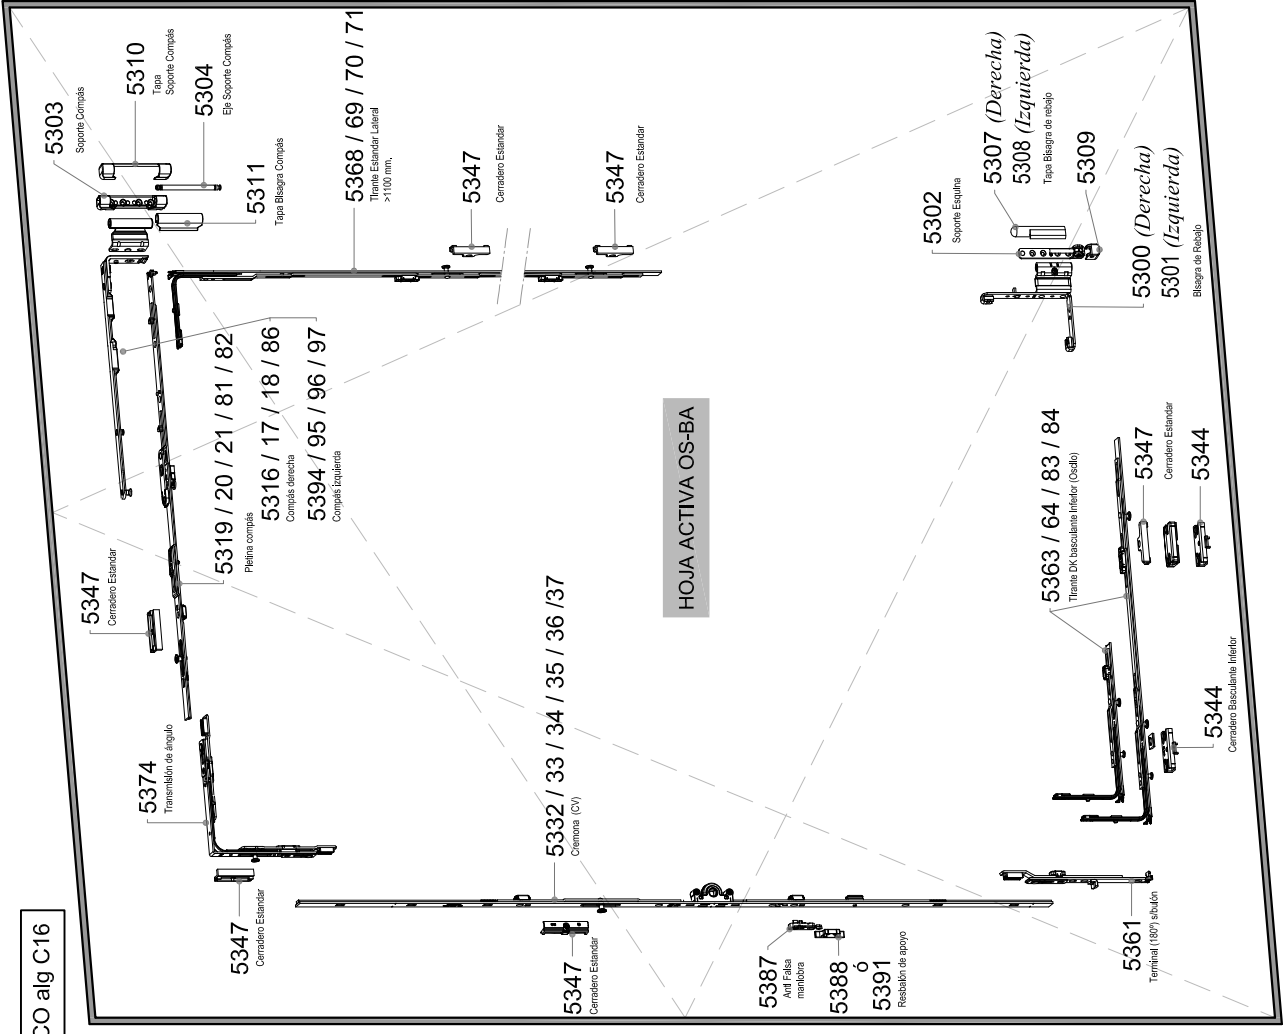 CO alg C16
5303
Soporte Compás
5310
Tapa
Soporte Compás
5304
Eje Soporte Compás
5311
Tapa Bisagra Compás
5368 / 69 / 70 / 71
Tirante Estandar Lateral
>1100 mm.
5347
Cerradero Estandar
5347
Cerradero Estandar
5319 / 20 / 21 / 81 / 82
Pletina compás
5316 / 17 / 18 / 86
Compás derecha
5394 / 95 / 96 / 97
Compás izquierda
5347
Cerradero Estandar
5374
Transmisión de ángulo
5347
Cerradero Estandar
5332 / 33 / 34 / 35 / 36 /37
Cremona (CV)
5347
Cerradero Estandar
5387
Anti Falsa
maniobra
5388
Ó
5391
Resbalón de apoyo
HOJA ACTIVA OS-BA
5302
Soporte Esquina
5307 (Derecha)
5308 (Izquierda)
Tapa Bisagra de rebajo
5309
5300 (Derecha)
5301 (Izquierda)
Bisagra de Rebajo
5363 / 64 / 83 / 84
Tirante DK basculante Inferior (Oscilo)
5347
Cerradero Estandar
5344
5344
Cerradero Basculante Inferior
5361
Terminal (180º) s/bulón